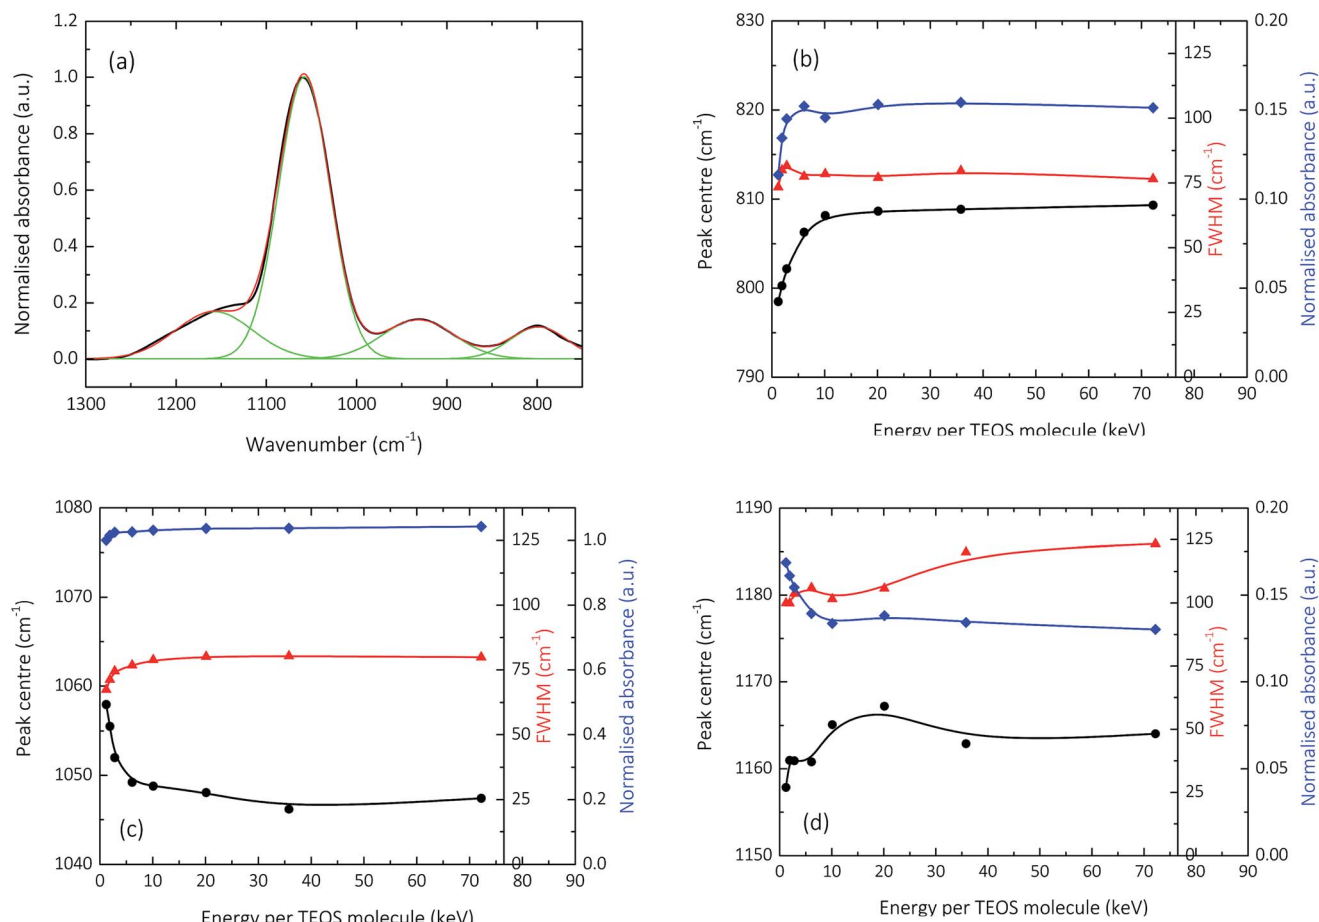 (a)
1.2
1.0
0.8
0.6
0.4
0.2
0.0
Normalised absorbance (a.u.)
1300 1200 1100 1000 900 800
Wavenumber (cm⁻¹)
(b)
830
820
810
800
790
Peak centre (cm⁻¹)
0 10 20 30 40 50 60 70 80 90
Energy per TEOS molecule (keV)
125
100
75
50
25
0
FWHM (cm⁻¹)
0.20
0.15
0.10
0.05
0.00
Normalised absorbance (a.u.)
(c)
1080
1070
1060
1050
1040
Peak centre (cm⁻¹)
0 10 20 30 40 50 60 70 80 90
Energy per TEOS molecule (keV)
125
100
75
50
25
0
FWHM (cm⁻¹)
1.0
0.8
0.6
0.4
0.2
0.0
Normalised absorbance (a.u.)
(d)
1190
1180
1170
1160
1150
Peak centre (cm⁻¹)
0 10 20 30 40 50 60 70 80 90
Energy per TEOS molecule (keV)
125
100
75
50
25
0
FWHM (cm⁻¹)
0.20
0.15
0.10
0.05
0.00
Normalised absorbance (a.u.)